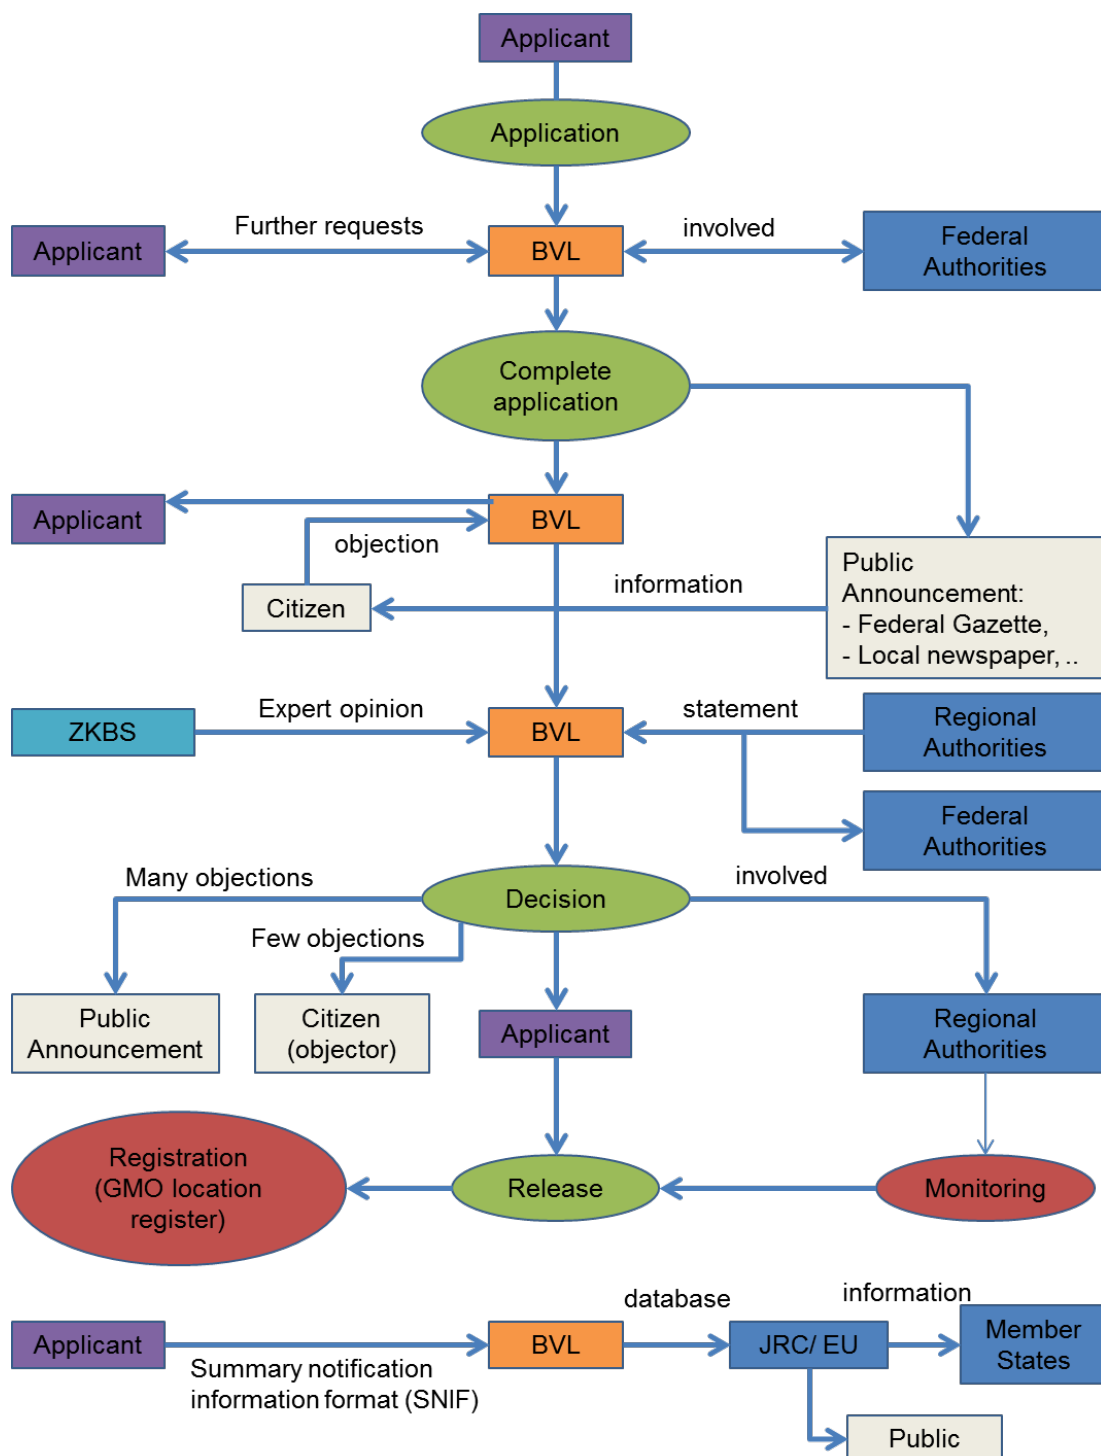 Applicant
Application
Further requests
involved
Applicant
BVL
Federal
Authorities
Complete
application
Applicant
BVL
objection
Citizen
information
Public
Announcement:
- Federal Gazette,
- Local newspaper, ..
ZKBS
Expert opinion
BVL
statement
Regional
Authorities
Federal
Authorities
Many objections
Decision
involved
Few objections
Public
Announcement
Citizen
(objector)
Applicant
Regional
Authorities
Registration
(GMO location
register)
Release
Monitoring
Applicant
Summary notification
information format (SNIF)
BVL
database
JRC/ EU
information
Member
States
Public